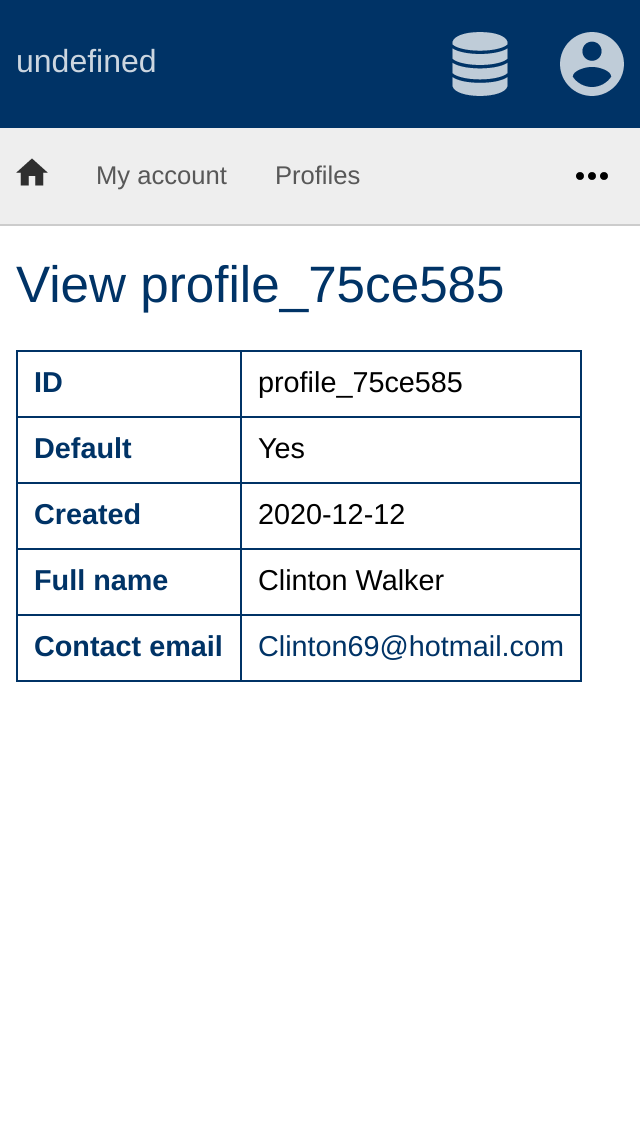 undefined
My account Profiles
View profile_75ce585
ID profile_75ce585
Default Yes
Created 2020-12-12
Full name Clinton Walker
Contact email Clinton69@hotmail.com